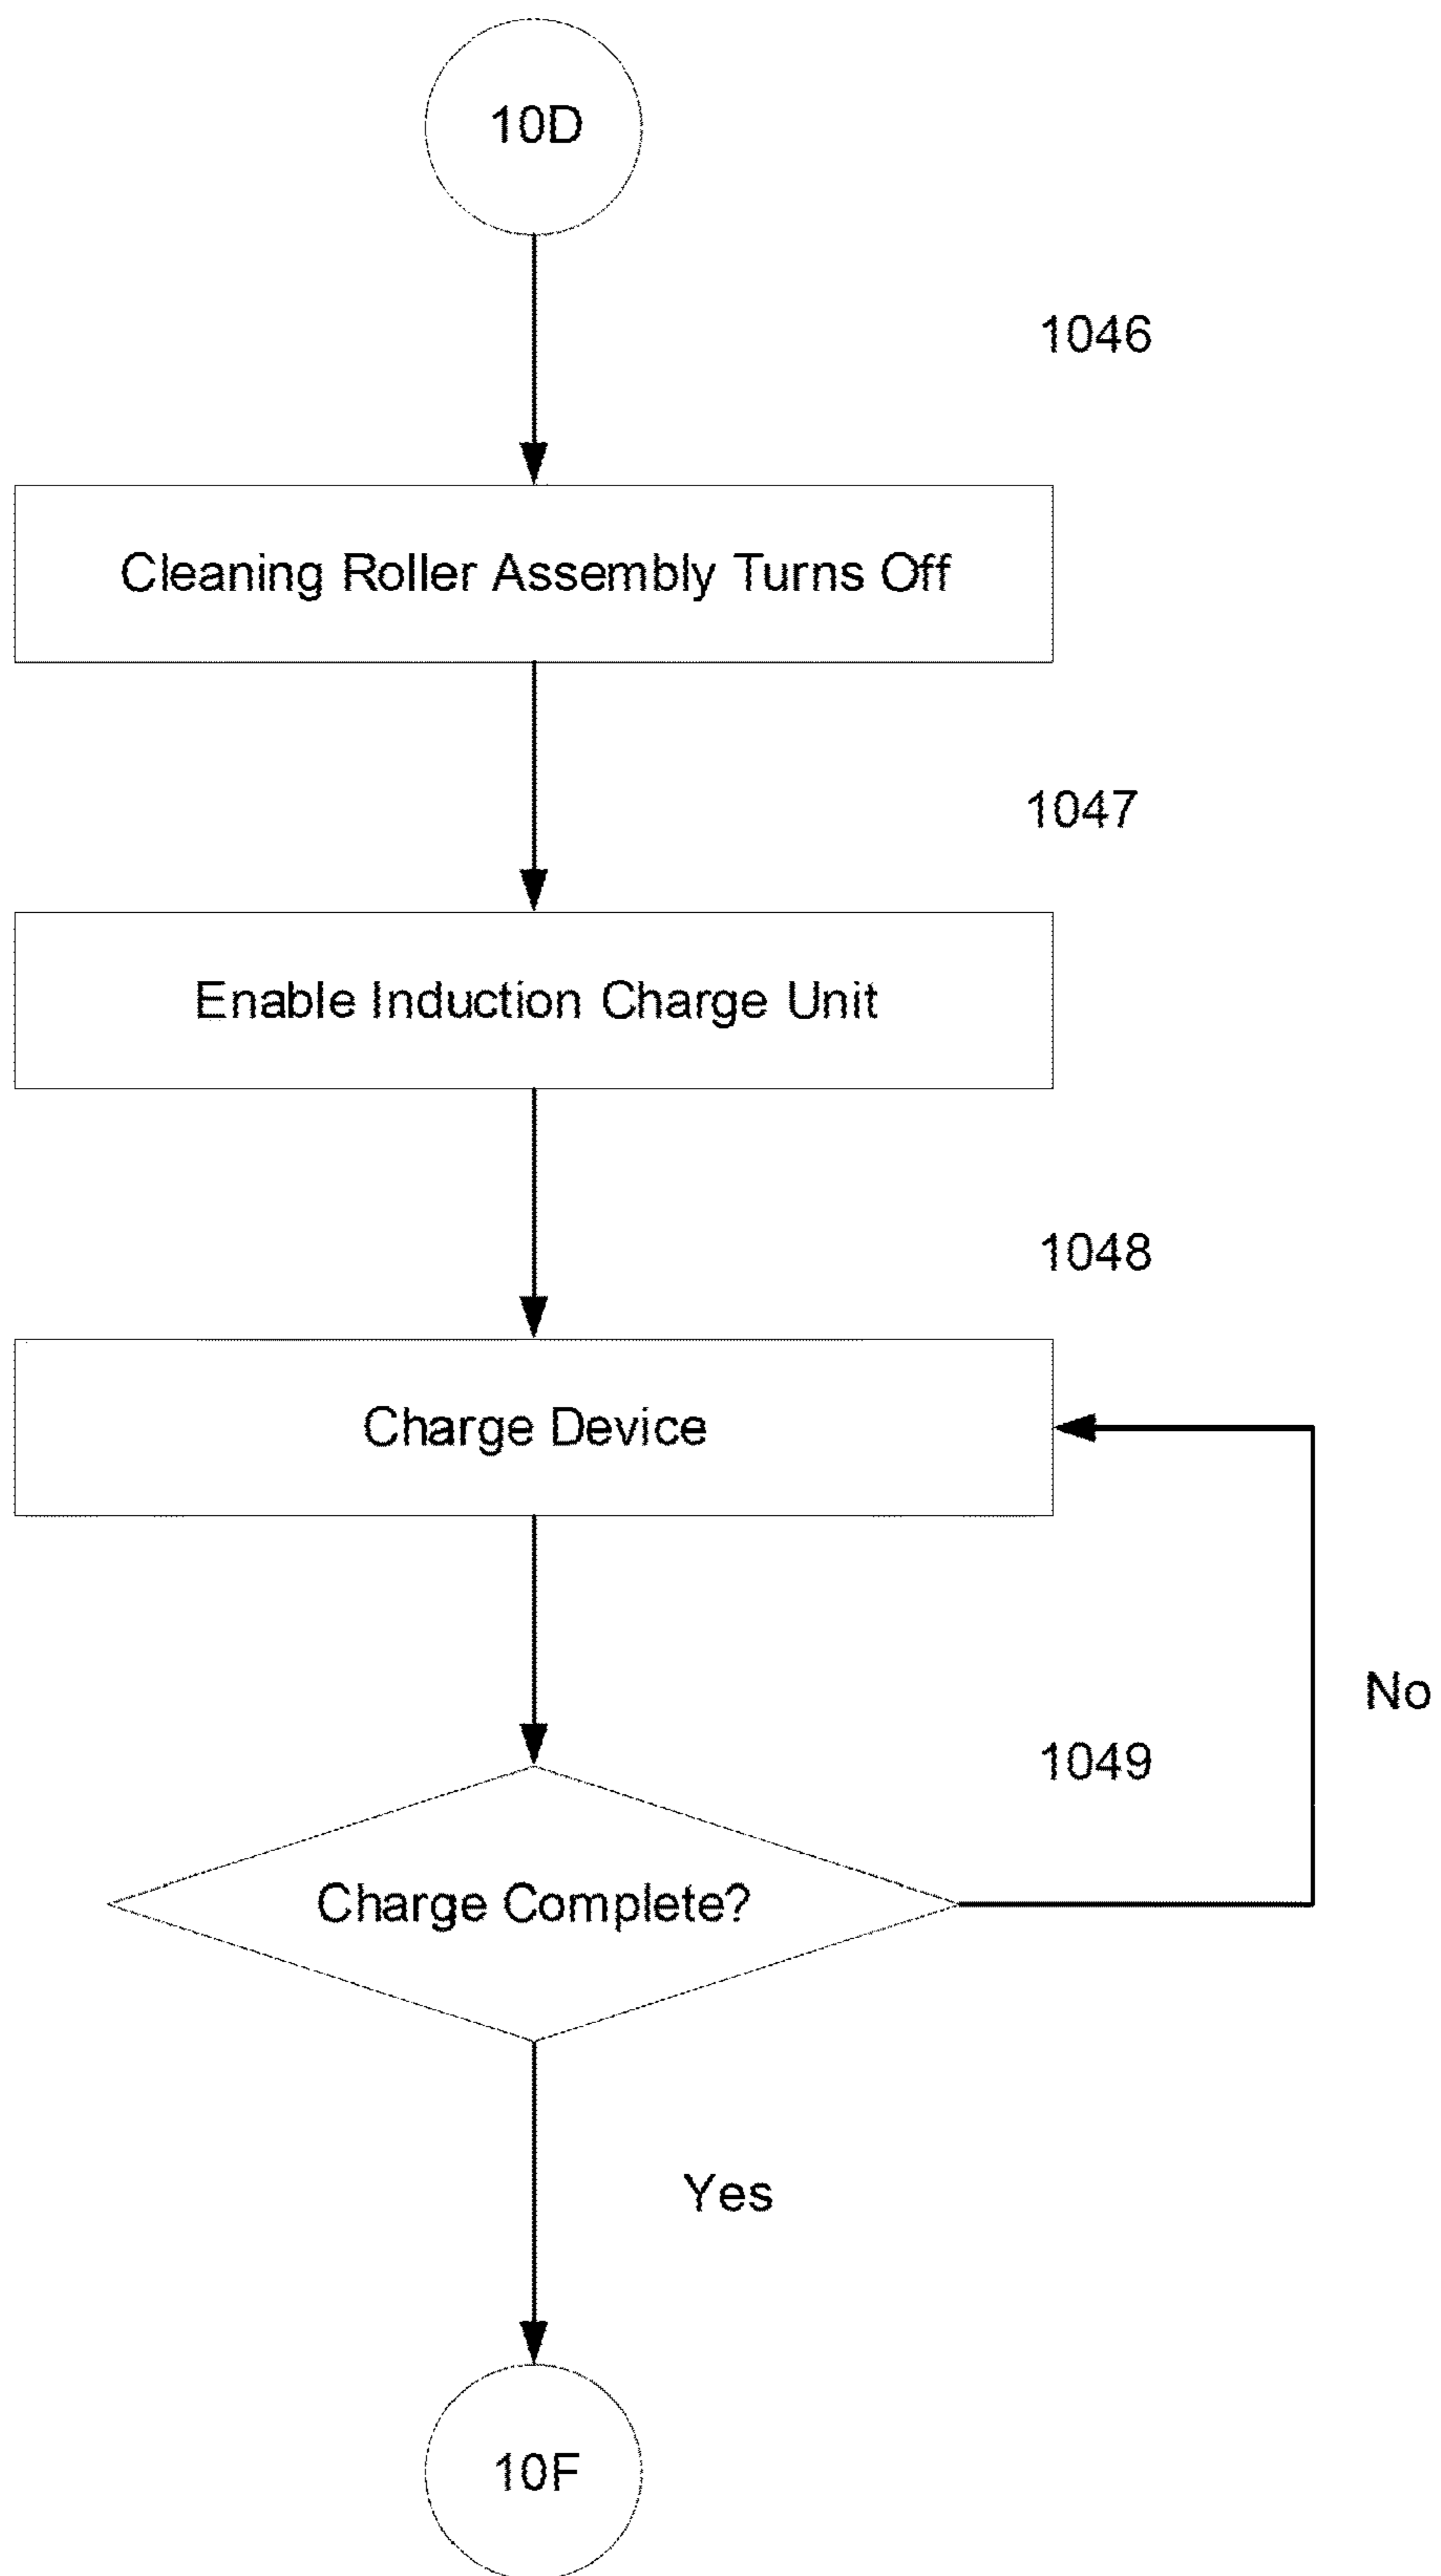 10D
1046
Cleaning Roller Assembly Turns Off
1047
Enable Induction Charge Unit
1048
Charge Device
No
1049
Charge Complete?
Yes
10F